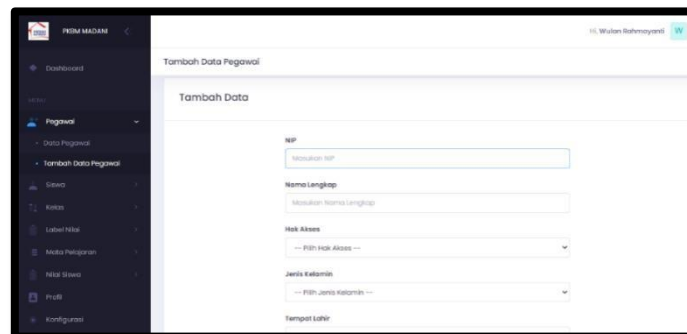 PKBM MADANI
Hi, Wulan Rahmayanti W
Dashboard
MENU
Pegawai
Data Pegawai
Tambah Data Pegawai
Siswa
Kelas
Label Nilai
Mata Pelajaran
Nilai Siswa
Profil
Konfigurasi
Tambah Data Pegawai
Tambah Data
NIP
Masukan NIP
Nama Lengkap
Masukan Nama Lengkap
Hak Akses
--- Pilih Hak Akses ---
Jenis Kelamin
--- Pilih Jenis Kelamin ---
Tempat Lahir